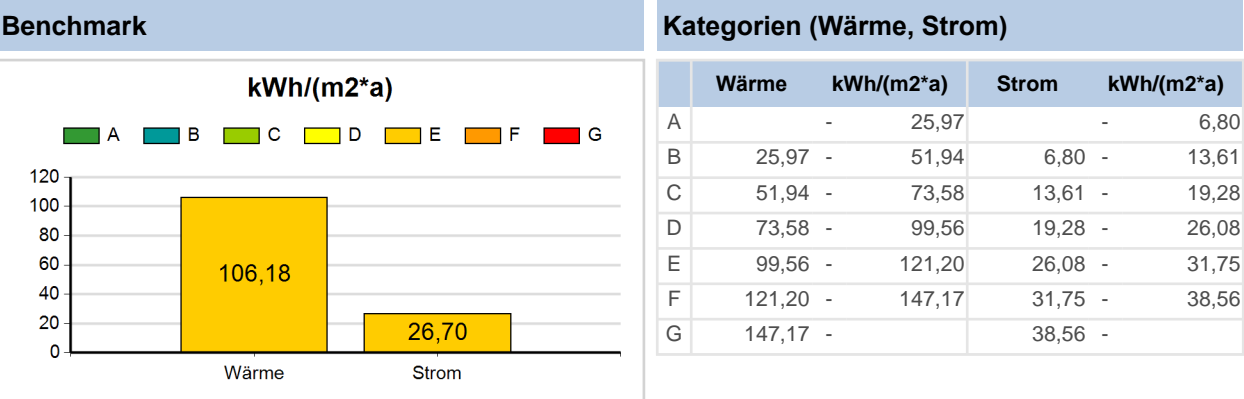 Benchmark
kWh/(m2*a)
A B C D E F G
120
100
80
60
40
20
0
106,18
26,70
Wärme Strom
Kategorien (Wärme, Strom)
Wärme kWh/(m2*a) Strom kWh/(m2*a)
A - 25,97 - 6,80
B 25,97 - 51,94 6,80 - 13,61
C 51,94 - 73,58 13,61 - 19,28
D 73,58 - 99,56 19,28 - 26,08
E 99,56 - 121,20 26,08 - 31,75
F 121,20 - 147,17 31,75 - 38,56
G 147,17 - 38,56 -